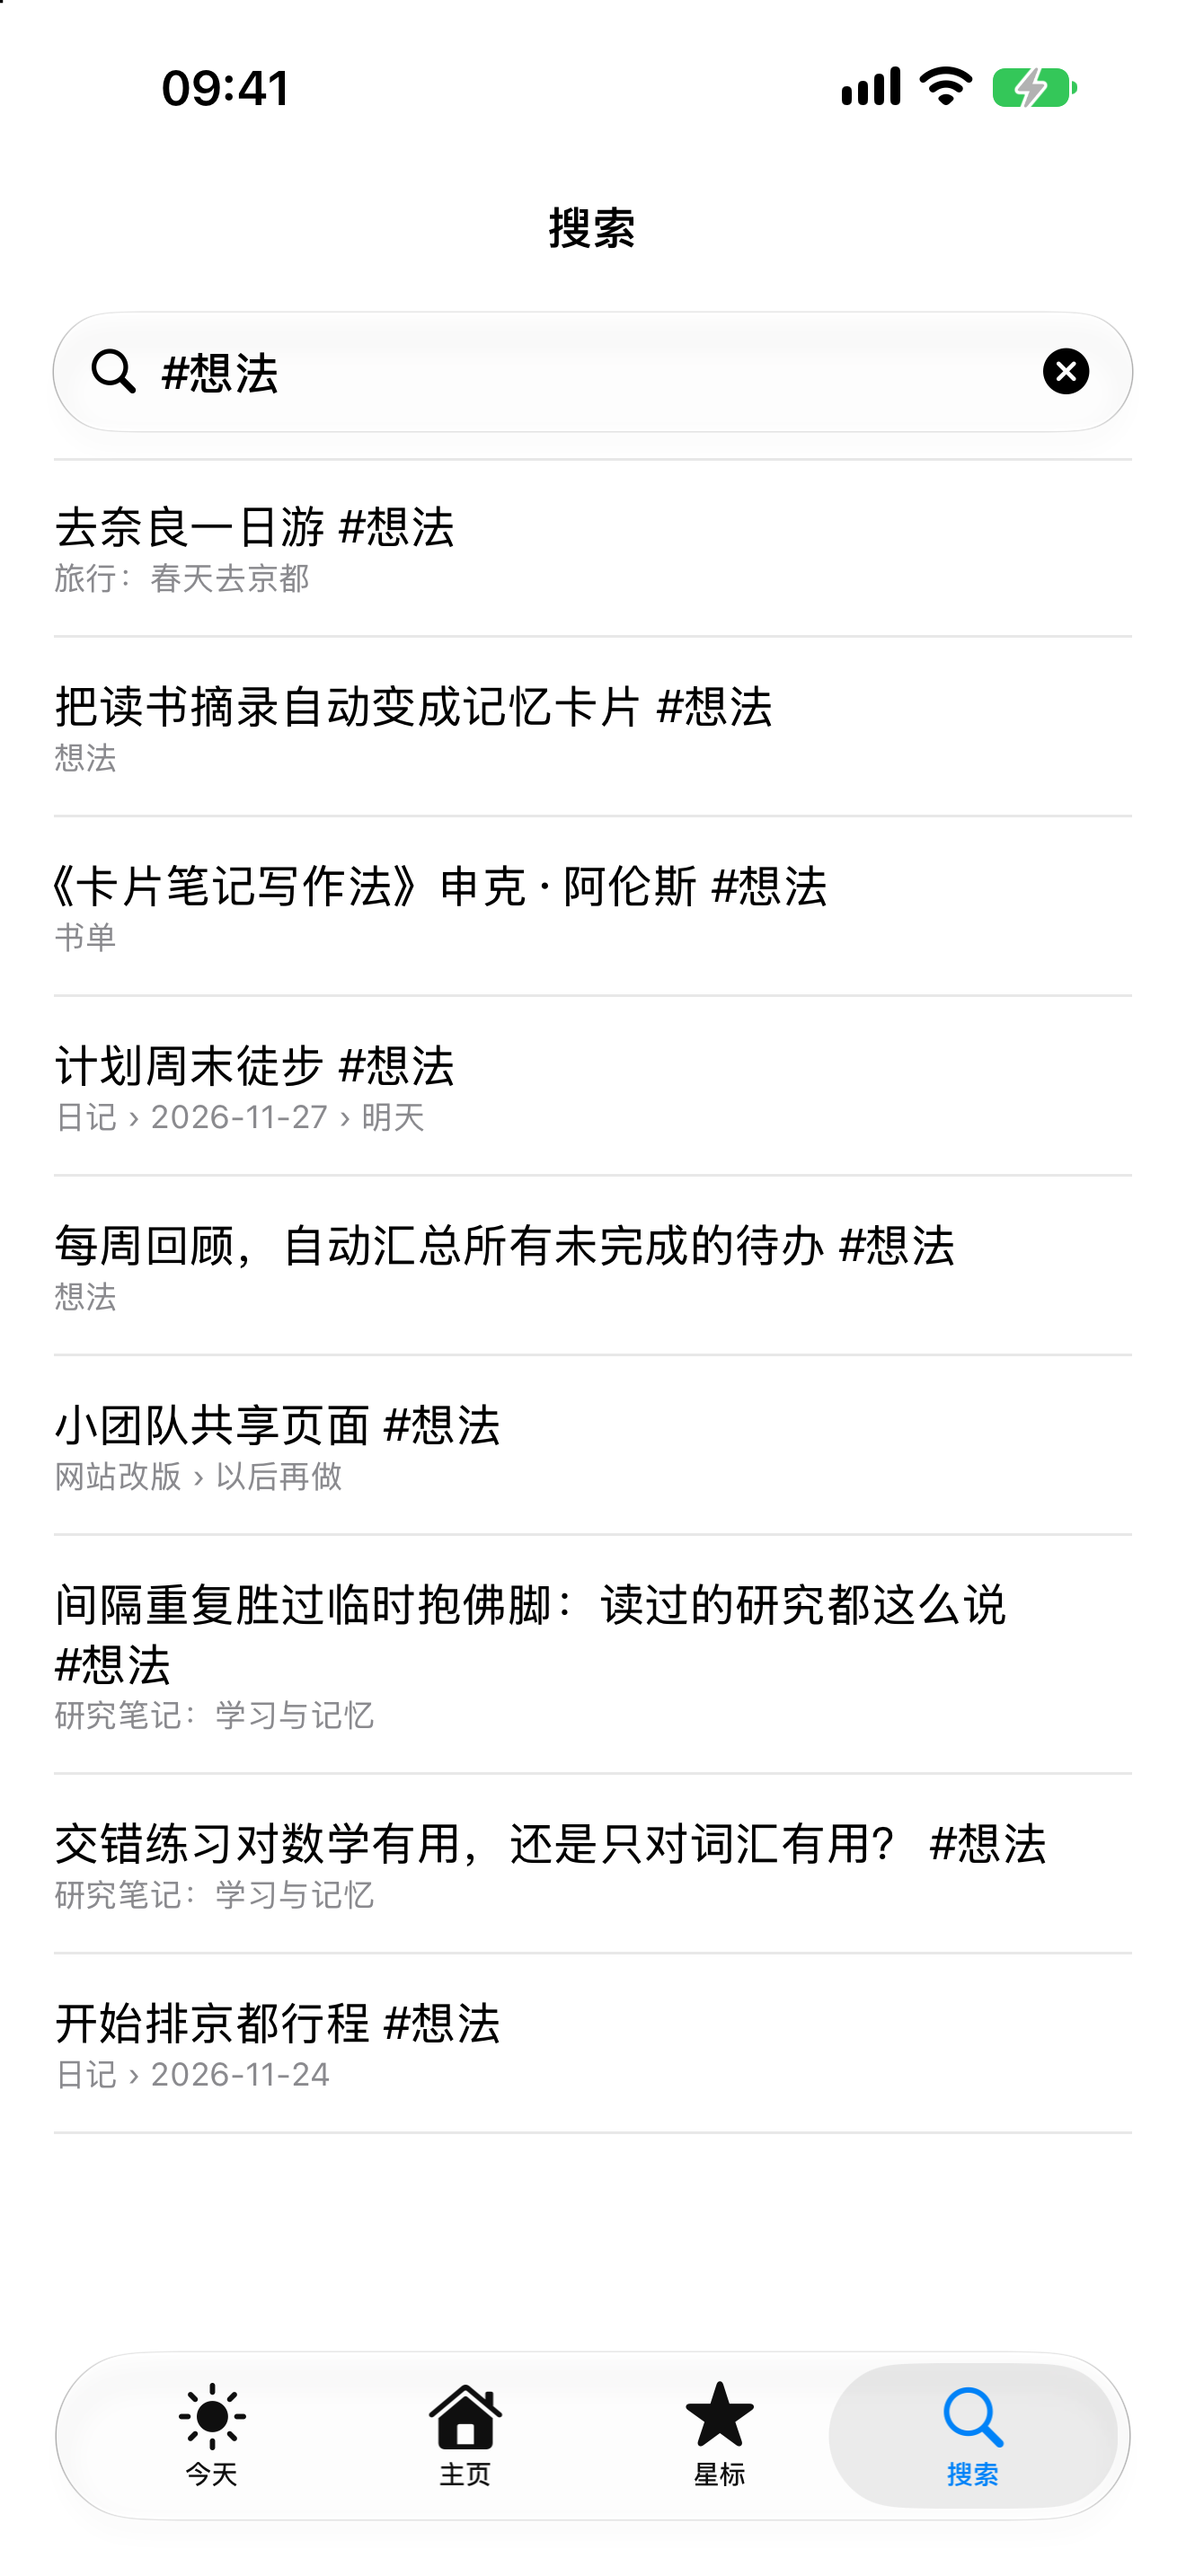 09:41
搜索
#想法
去奈良一日游 #想法
旅行：春天去京都
把读书摘录自动变成记忆卡片 #想法
想法
《卡片笔记写作法》申克 · 阿伦斯 #想法
书单
计划周末徒步 #想法
日记 › 2026-11-27 › 明天
每周回顾，自动汇总所有未完成的待办 #想法
想法
小团队共享页面 #想法
网站改版 › 以后再做
间隔重复胜过临时抱佛脚：读过的研究都这么说
#想法
研究笔记：学习与记忆
交错练习对数学有用，还是只对词汇有用？ #想法
研究笔记：学习与记忆
开始排京都行程 #想法
日记 › 2026-11-24
今天
主页
星标
搜索